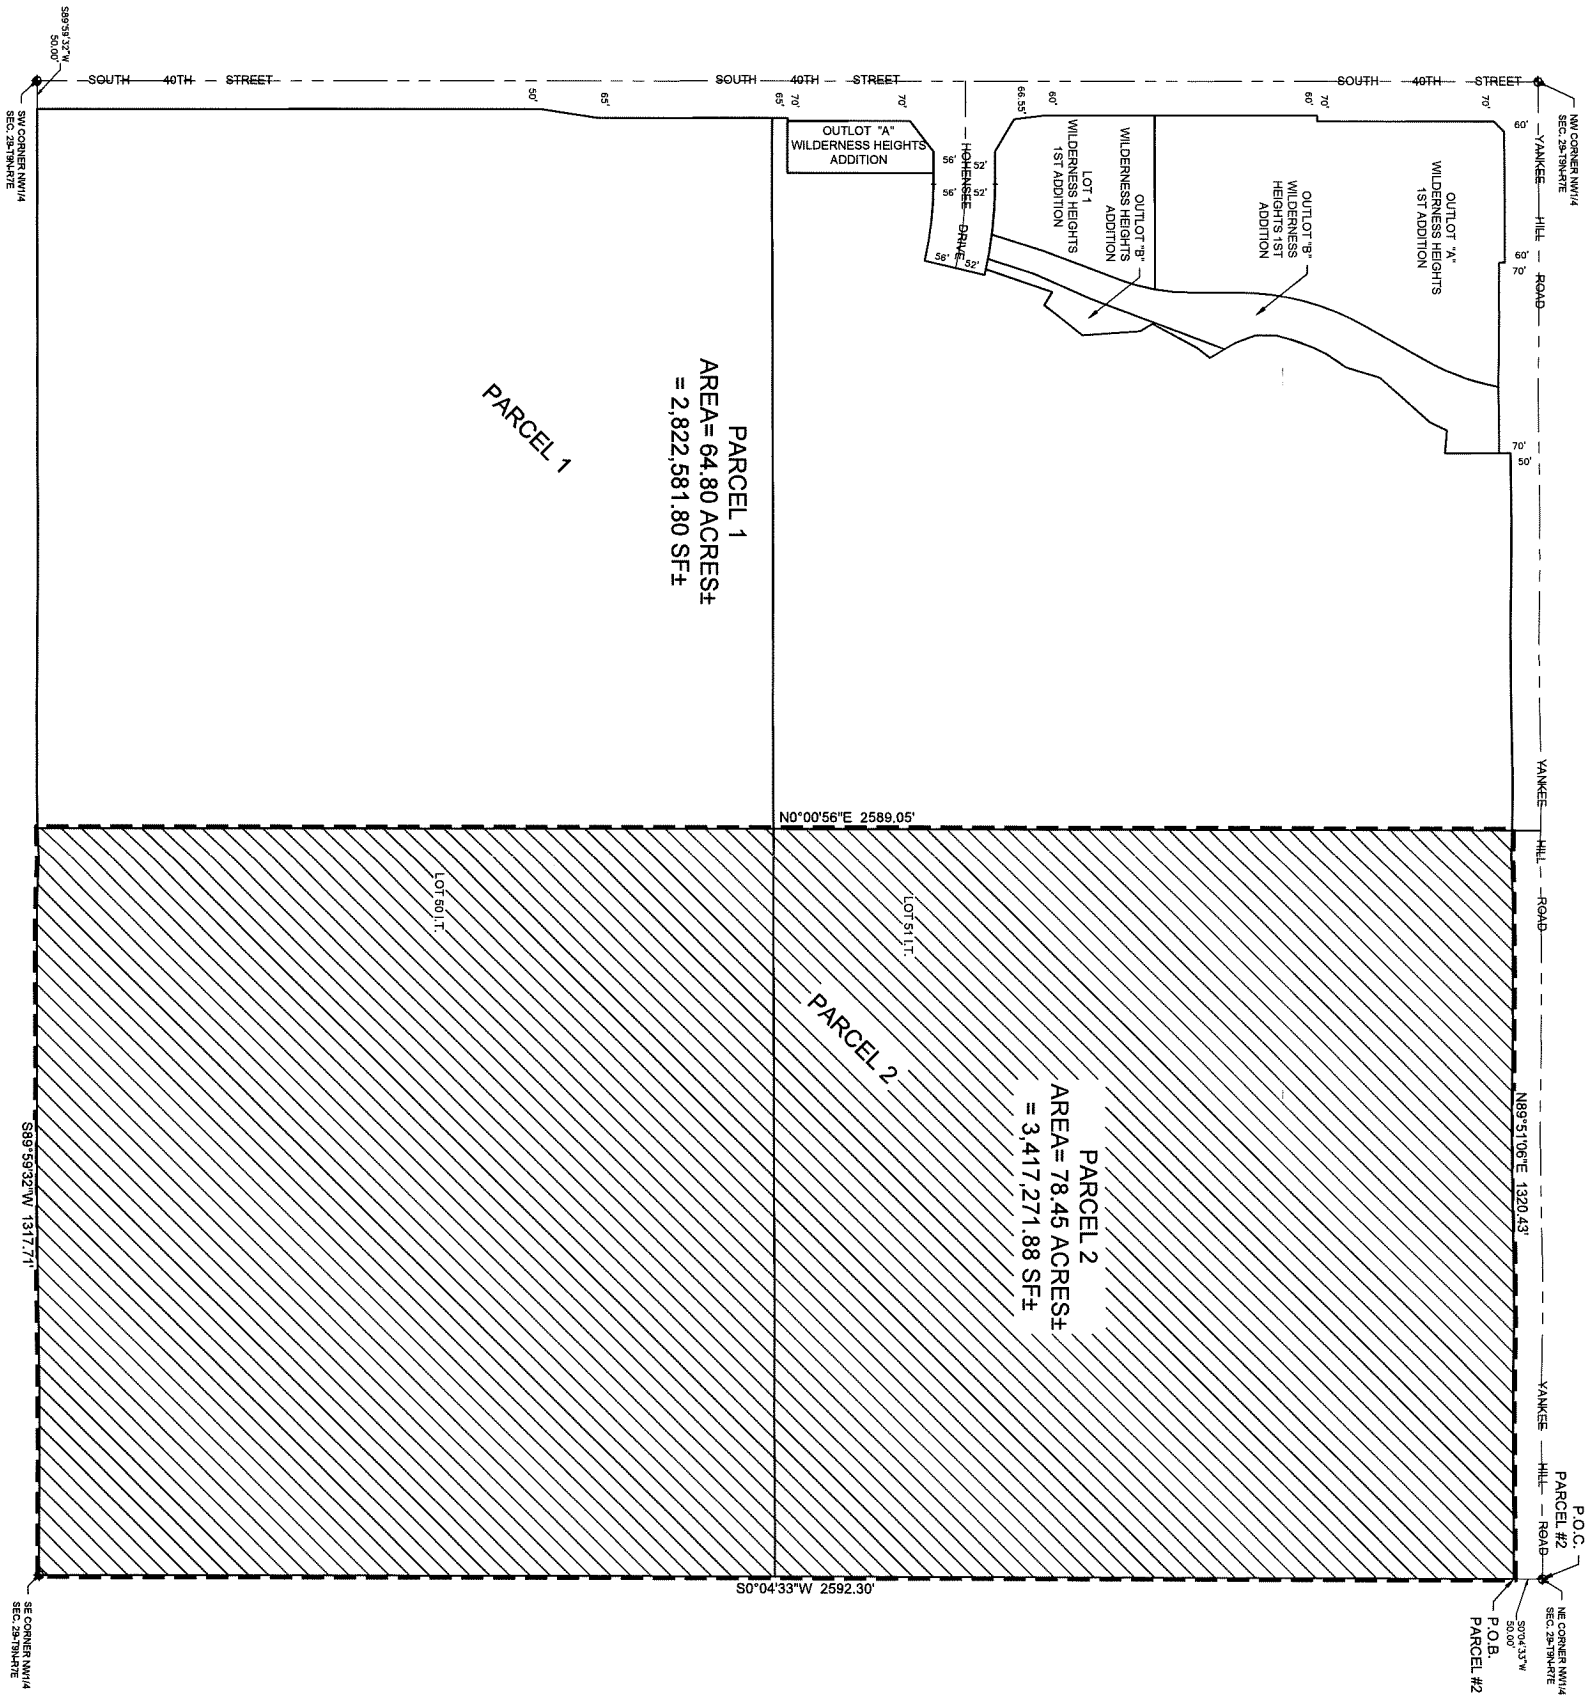 S89°59'32"W
50.00'
SW CORNER NW1/4
SEC. 29-T9N-R7E
SOUTH 40TH STREET
SOUTH 40TH STREET
SOUTH 40TH STREET
NW CORNER NW1/4
SEC. 29-T9N-R7E
50'
65'
65'
70'
70'
66.55'
60'
60'
70'
70'
60'
OUTLOT "A"
WILDERNESS HEIGHTS
ADDITION
56'
52'
56'
52'
56'
52'
HOHENSEE DRIVE
LOT 1
WILDERNESS HEIGHTS
1ST ADDITION
OUTLOT "B"
WILDERNESS HEIGHTS
ADDITION
OUTLOT "B"
WILDERNESS
HEIGHTS 1ST
ADDITION
OUTLOT "A"
WILDERNESS HEIGHTS
1ST ADDITION
YANKEE HILL ROAD
60'
70'
70'
50'
PARCEL 1
AREA= 64.80 ACRES±
= 2,822,581.80 SF±
PARCEL 1
YANKEE HILL ROAD
N0°00'56"E 2589.05'
LOT 50 I.T.
LOT 51 I.T.
PARCEL 2
PARCEL 2
AREA= 78.45 ACRES±
= 3,417,271.88 SF±
N89°51'06"E 1320.43'
S89°59'32"W 1317.71'
YANKEE HILL ROAD
P.O.C.
PARCEL #2
S0°04'33"W 2592.30'
S0°04'33"W
50.00'
NE CORNER NW1/4
SEC. 29-T9N-R7E
P.O.B.
PARCEL #2
SE CORNER NW1/4
SEC. 29-T9N-R7E